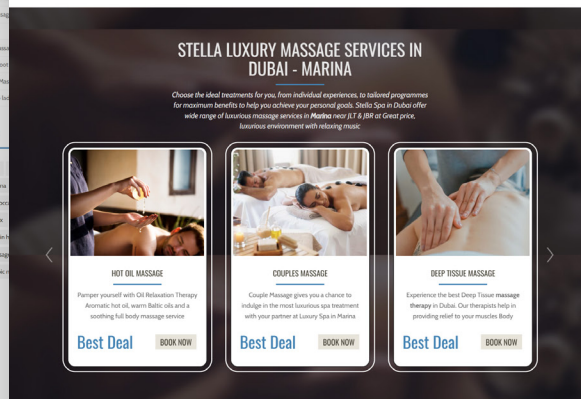 STELLA LUXURY MASSAGE SERVICES IN
DUBAI - MARINA
Choose the ideal treatments for you, from individual experiences, to tailored programmes
for maximum benefits to help you achieve your personal goals. Stella Spa in Dubai offer
wide range of luxurious massage services in Marina near JLT & JBR at Great price,
luxurious environment with relaxing music
HOT OIL MASSAGE
Pamper yourself with Oil Relaxation Therapy
Aromatic hot oil, warm Baltic oils and a
soothing full body massage service
Best Deal
BOOK NOW
COUPLES MASSAGE
Couple Massage gives you a chance to
indulge in the most luxurious spa treatment
with your partner at Spa in Marina
Best Deal
BOOK NOW
DEEP TISSUE MASSAGE
Experience the best Deep Tissue massage
therapy in Dubai. Our therapists help in
providing relief to your muscles Body
Best Deal
BOOK NOW